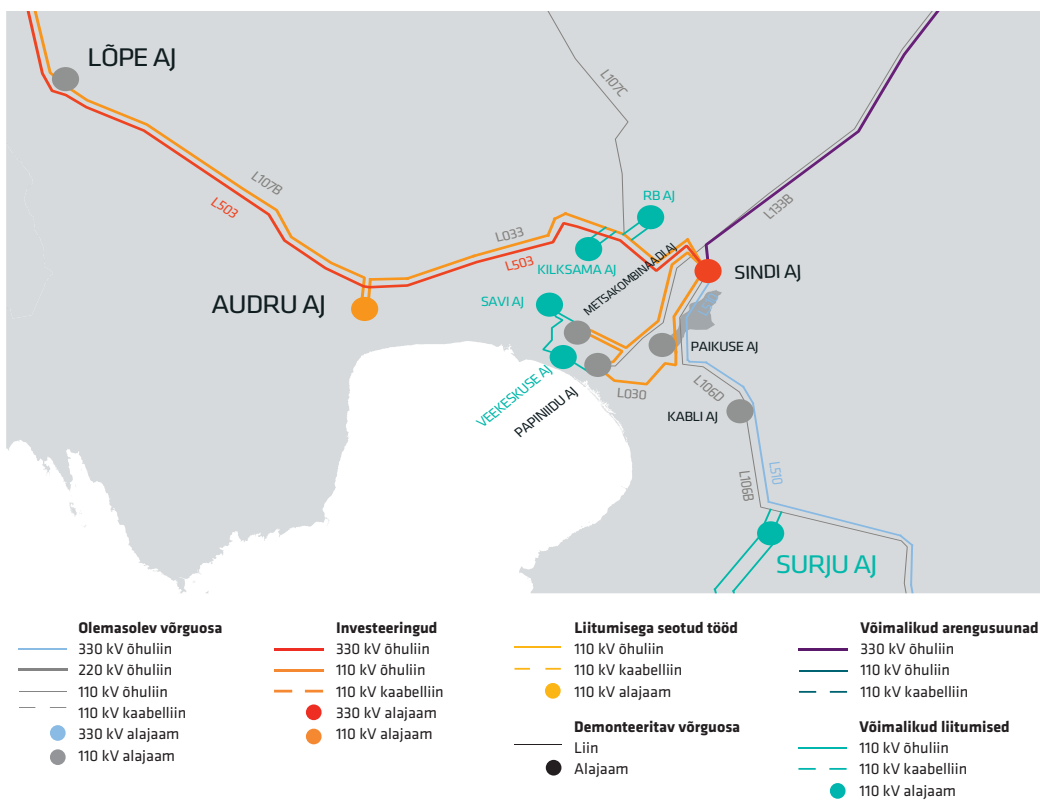 LÕPE AJ
L107C
L107B
L503
RB AJ
L133B
L033
L503
KILKSAMA AJ
METSAKOMBINAADI AJ
SINDI AJ
AUDRU AJ
SAVI AJ
PAIKUSE AJ
VEEKESKUSE AJ
L030
L106D
PAPINIIDU AJ
KABLI AJ
L510
L106B
SURJU AJ
Olemasolev võrguosa
330 kV õhuliin
220 kV õhuliin
110 kV õhuliin
110 kV kaabelliin
330 kV alajaam
110 kV alajaam
Investeeringud
330 kV õhuliin
110 kV õhuliin
110 kV kaabelliin
330 kV alajaam
110 kV alajaam
Liitumisega seotud tööd
110 kV õhuliin
110 kV kaabelliin
110 kV alajaam
Demonteeritav võrguosa
Liin
Alajaam
Võimalikud arengusuunad
330 kV õhuliin
110 kV õhuliin
110 kV kaabelliin
Võimalikud liitumised
110 kV õhuliin
110 kV kaabelliin
110 kV alajaam